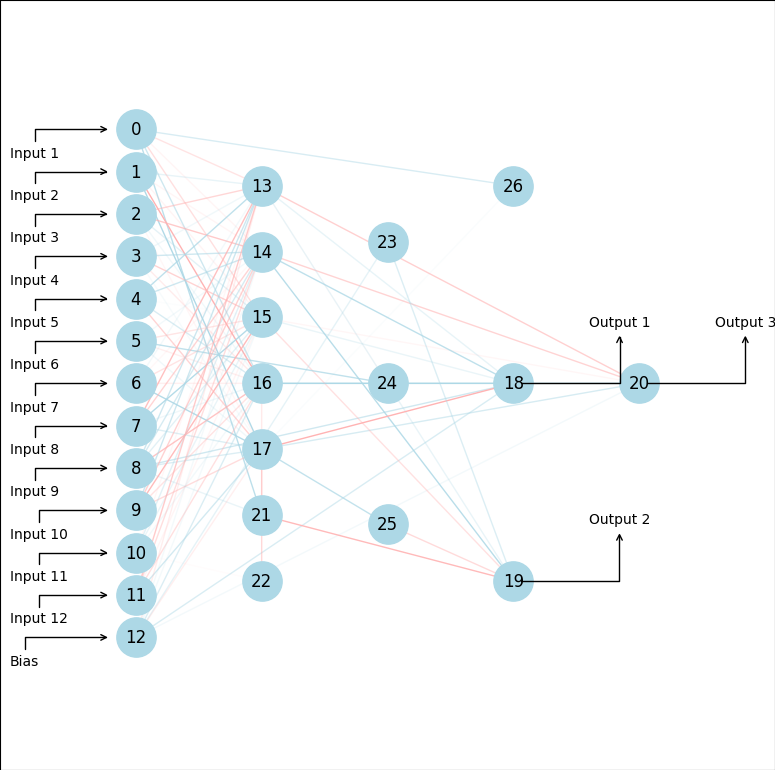 0
Input 1
1
Input 2
2
Input 3
3
Input 4
4
Input 5
5
Input 6
6
Input 7
7
Input 8
8
Input 9
9
Input 10
10
Input 11
11
Input 12
12
Bias
13
14
15
16
17
21
22
23
24
25
26
18
19
Output 1
Output 2
20
Output 3